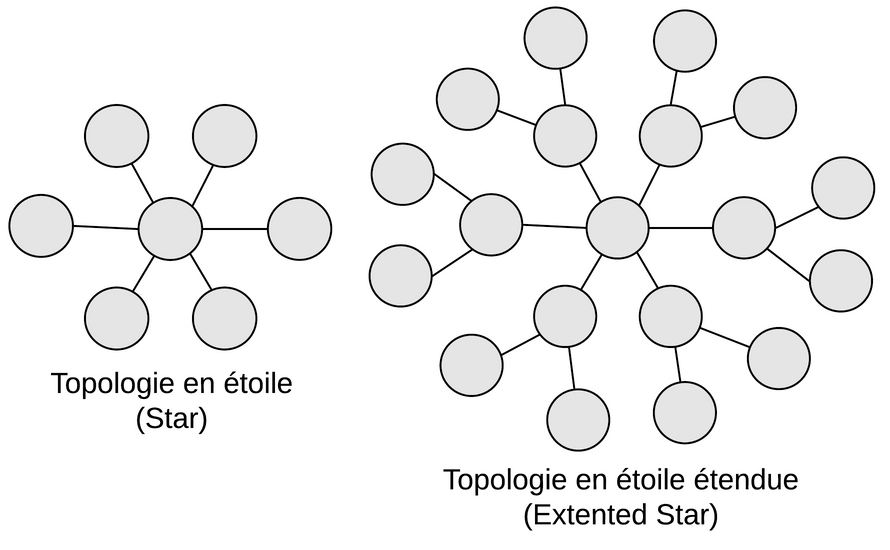 Topologie en étoile
(Star)
Topologie en étoile étendue
(Extented Star)